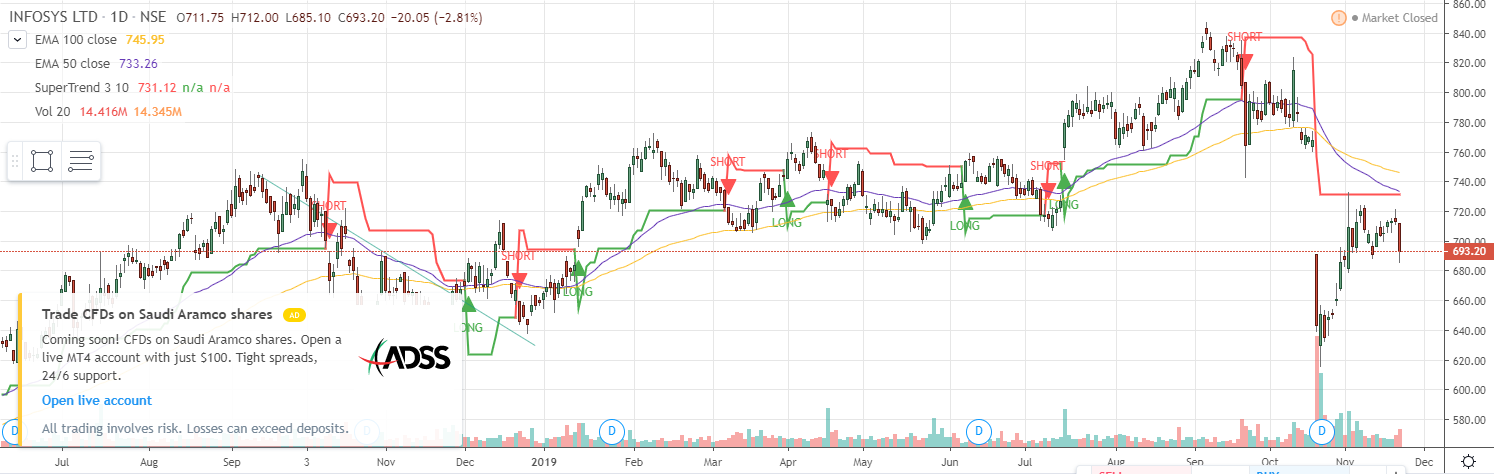 INFOSYS LTD · 1D · NSE O711.75 H712.00 L685.10 C693.20 −20.05 (−2.81%)
Market Closed
EMA 100 close 745.95
EMA 50 close 733.26
SuperTrend 3 10 731.12 n/a n/a
Vol 20 14.416M 14.345M
860.00
840.00
820.00
800.00
780.00
760.00
740.00
720.00
700.00
693.20
680.00
660.00
640.00
620.00
600.00
580.00
SHORT
SHORT
SHORT
SHORT
SHORT
SHORT
LONG
LONG
LONG
LONG
LONG
Trade CFDs on Saudi Aramco shares AD
Coming soon! CFDs on Saudi Aramco shares. Open a
live MT4 account with just $100. Tight spreads,
24/6 support.
ADSS
Open live account
All trading involves risk. Losses can exceed deposits.
D D D D D
Jul Aug Sep 3 Nov Dec 2019 Feb Mar Apr May Jun Jul Aug Sep Oct Nov Dec
SELL BUY